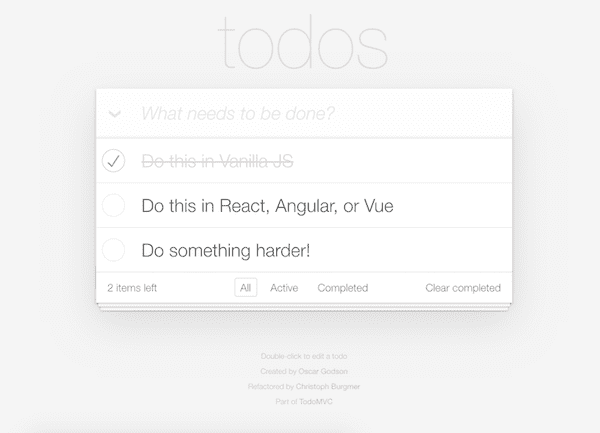 todos
What needs to be done?
Do this in Vanilla JS
Do this in React, Angular, or Vue
Do something harder!
2 items left All Active Completed Clear completed
Double-click to edit a todo
Created by Oscar Godson
Refactored by Christoph Burgmer
Part of TodoMVC